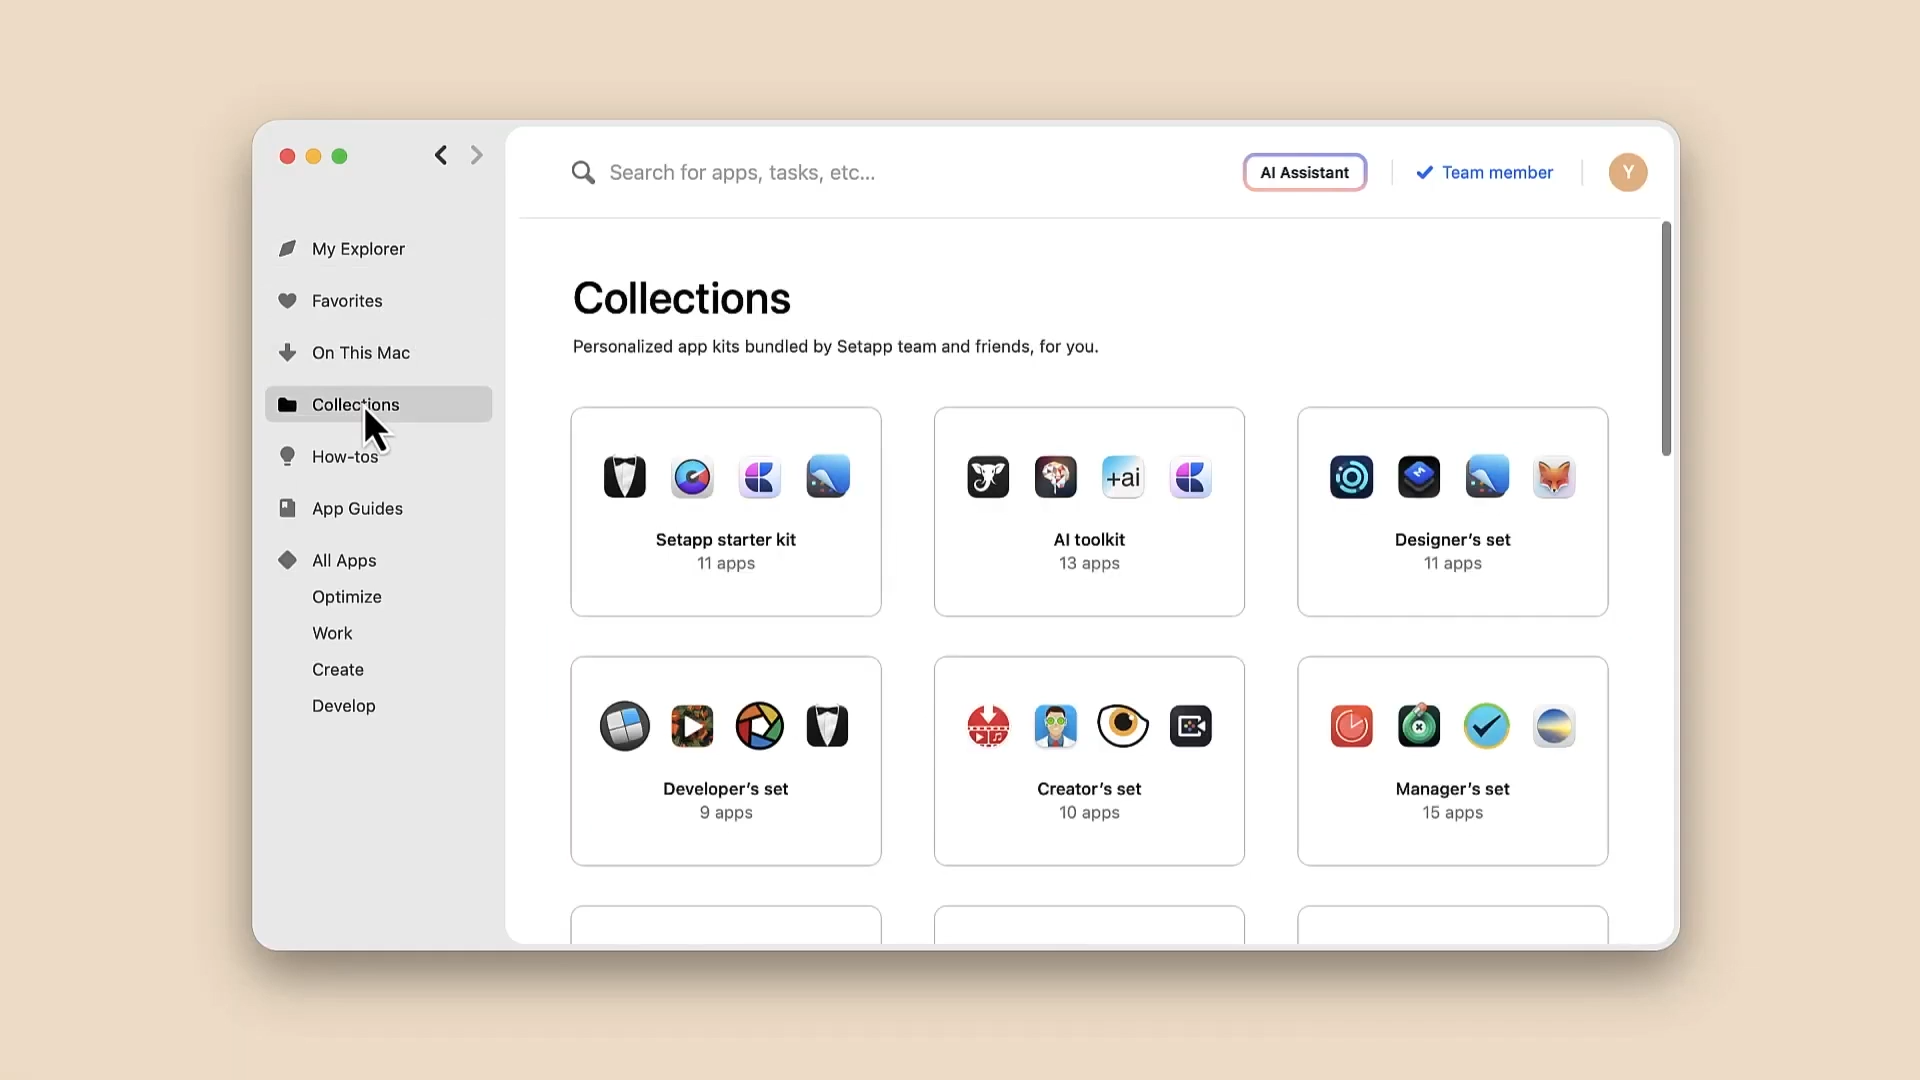 Search for apps, tasks, etc...
AI Assistant
Team member
Y
My Explorer
Favorites
On This Mac
Collections
How-tos
App Guides
All Apps
Optimize
Work
Create
Develop
Collections
Personalized app kits bundled by Setapp team and friends, for you.
+ai
Setapp starter kit
11 apps
AI toolkit
13 apps
Designer’s set
11 apps
Developer’s set
9 apps
Creator’s set
10 apps
Manager’s set
15 apps